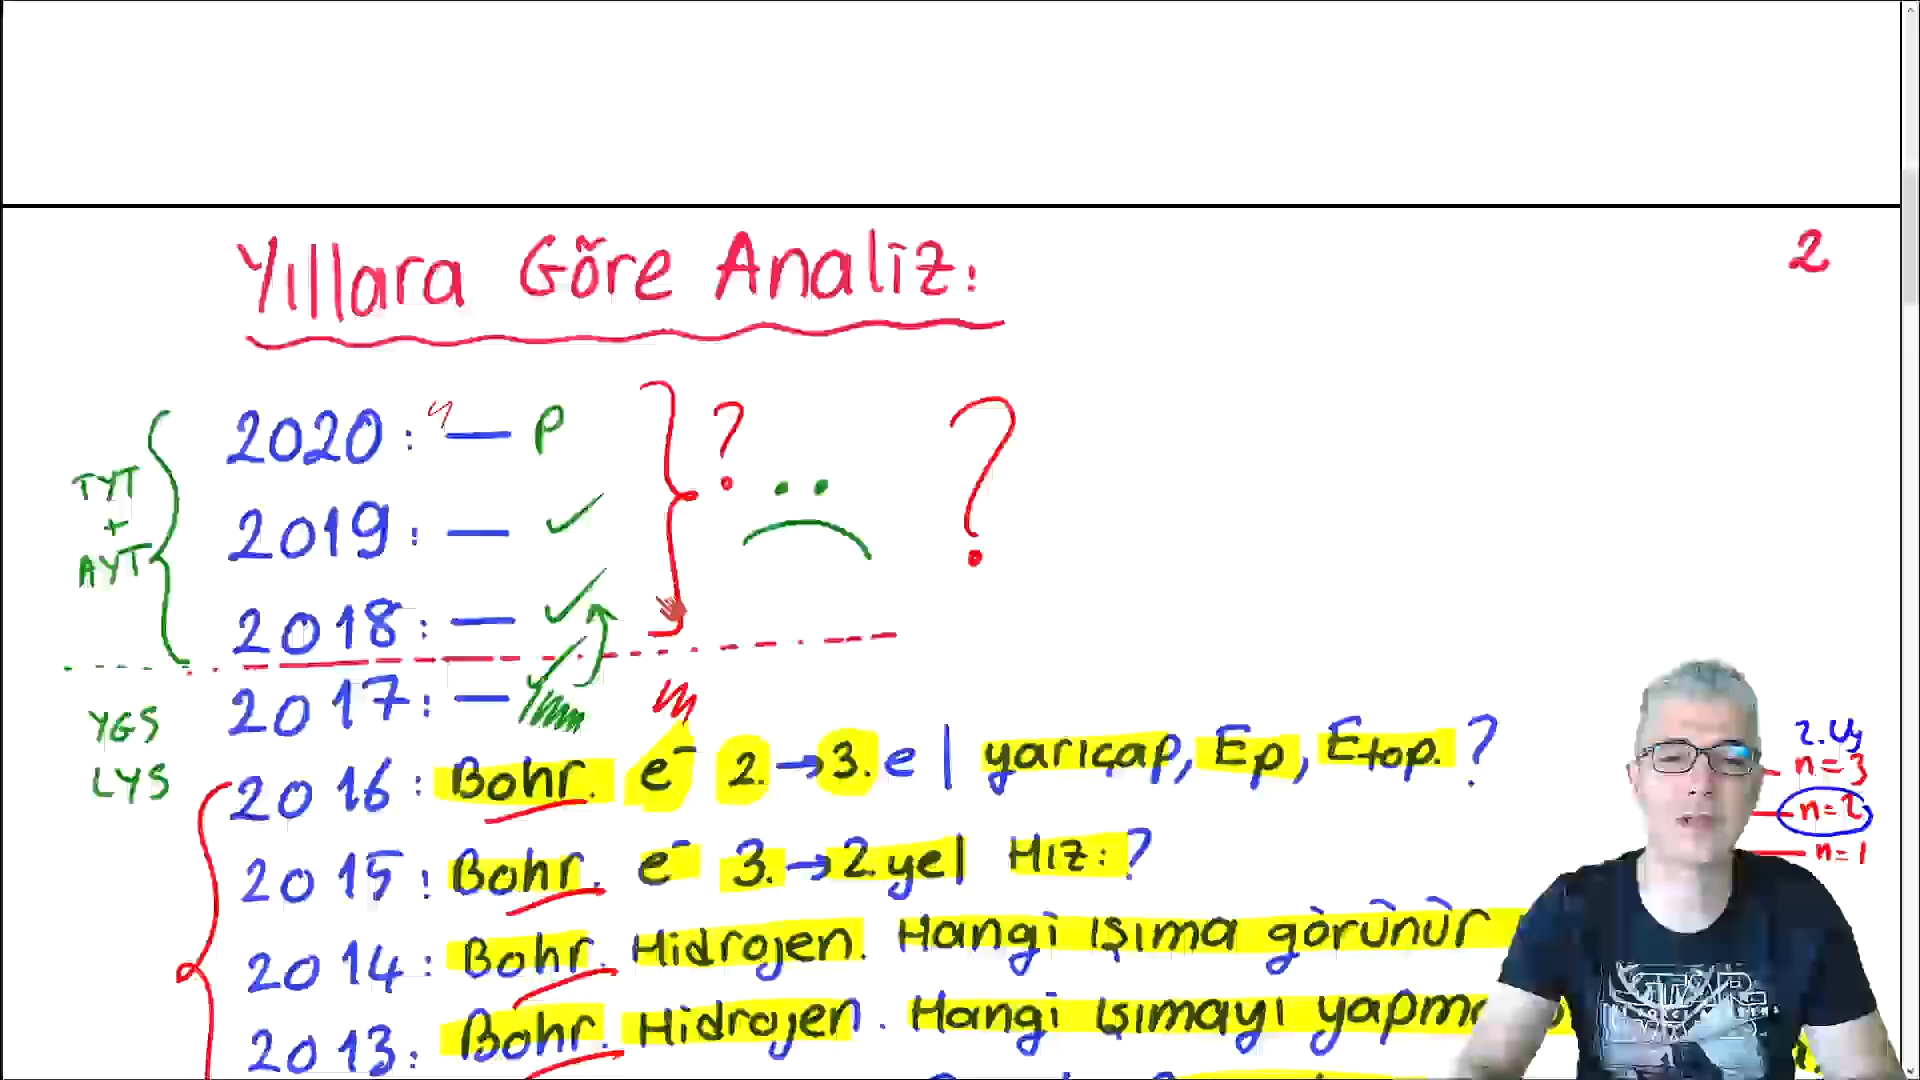 Yıllara Göre Analiz:
2
2020: — P
?
?
TYT
+
AYT
2019: —
2018: —
2017: —
YGS
LYS
2016: Bohr. e⁻ 2. → 3. e | yarıçap, Ep, Etop. ?
n=3
n=2
n=1
2015: Bohr. e⁻ 3. → 2.ye | Hız: ?
2014: Bohr. Hidrojen. Hangi ışıma görünür
2013: Bohr. Hidrojen. Hangi ışımayı